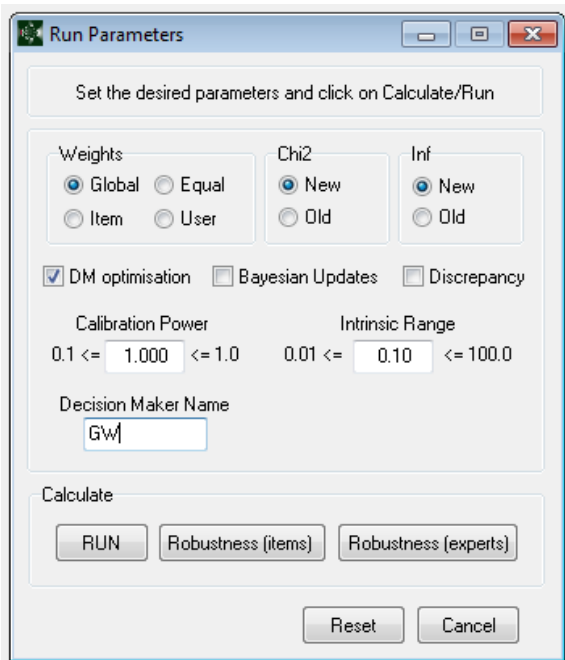 Run Parameters
Set the desired parameters and click on Calculate/Run
Weights Chi2 Inf
Global Equal New New
Item User Old Old
DM optimisation Bayesian Updates Discrepancy
Calibration Power Intrinsic Range
0.1 <= 1.000 <= 1.0 0.01 <= 0.10 <= 100.0
Decision Maker Name
GW
Calculate
RUN Robustness (items) Robustness (experts)
Reset Cancel